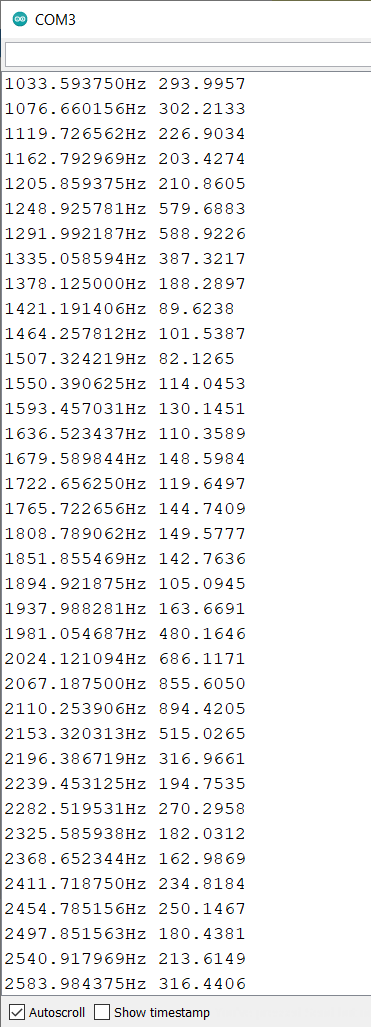 COM3
1033.593750Hz 293.9957
1076.660156Hz 302.2133
1119.726562Hz 226.9034
1162.792969Hz 203.4274
1205.859375Hz 210.8605
1248.925781Hz 579.6883
1291.992187Hz 588.9226
1335.058594Hz 387.3217
1378.125000Hz 188.2897
1421.191406Hz 89.6238
1464.257812Hz 101.5387
1507.324219Hz 82.1265
1550.390625Hz 114.0453
1593.457031Hz 130.1451
1636.523437Hz 110.3589
1679.589844Hz 148.5984
1722.656250Hz 119.6497
1765.722656Hz 144.7409
1808.789062Hz 149.5777
1851.855469Hz 142.7636
1894.921875Hz 105.0945
1937.988281Hz 163.6691
1981.054687Hz 480.1646
2024.121094Hz 686.1171
2067.187500Hz 855.6050
2110.253906Hz 894.4205
2153.320313Hz 515.0265
2196.386719Hz 316.9661
2239.453125Hz 194.7535
2282.519531Hz 270.2958
2325.585938Hz 182.0312
2368.652344Hz 162.9869
2411.718750Hz 234.8184
2454.785156Hz 250.1467
2497.851563Hz 180.4381
2540.917969Hz 213.6149
2583.984375Hz 316.4406
Autoscroll Show timestamp